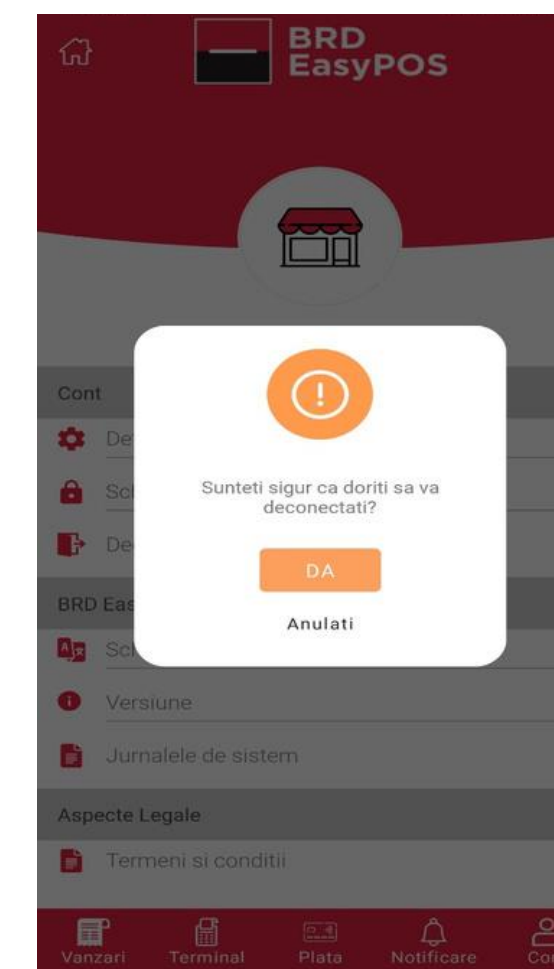 BRD
EasyPOS
Cont
Sunteti sigur ca doriti sa va
deconectati?
DA
Anulati
BRD
Versiune
Jurnalele de sistem
Aspecte Legale
Termeni si conditii
Vanzari Terminal Plata Notificare